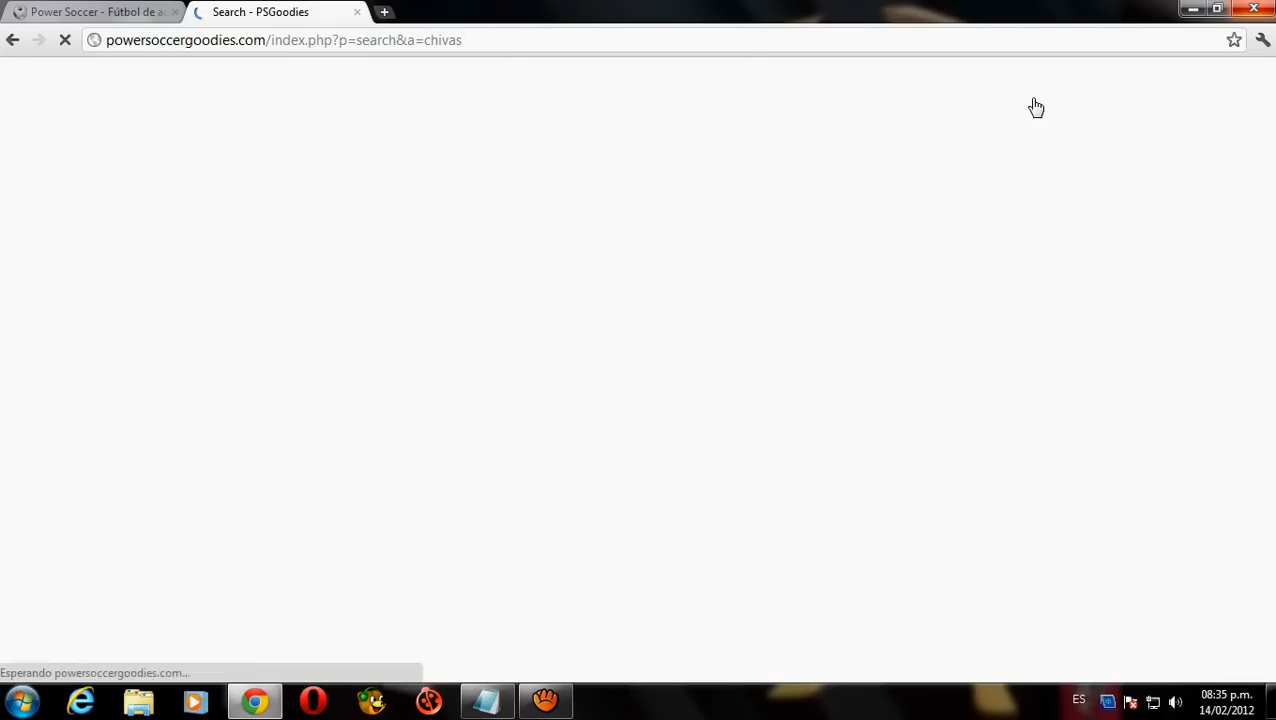 Power Soccer - Fútbol de a
Search - PSGoodies
powersoccergoodies.com/index.php?p=search&a=chivas
Esperando powersoccergoodies.com...
ES
08:35 p.m.
14/02/2012